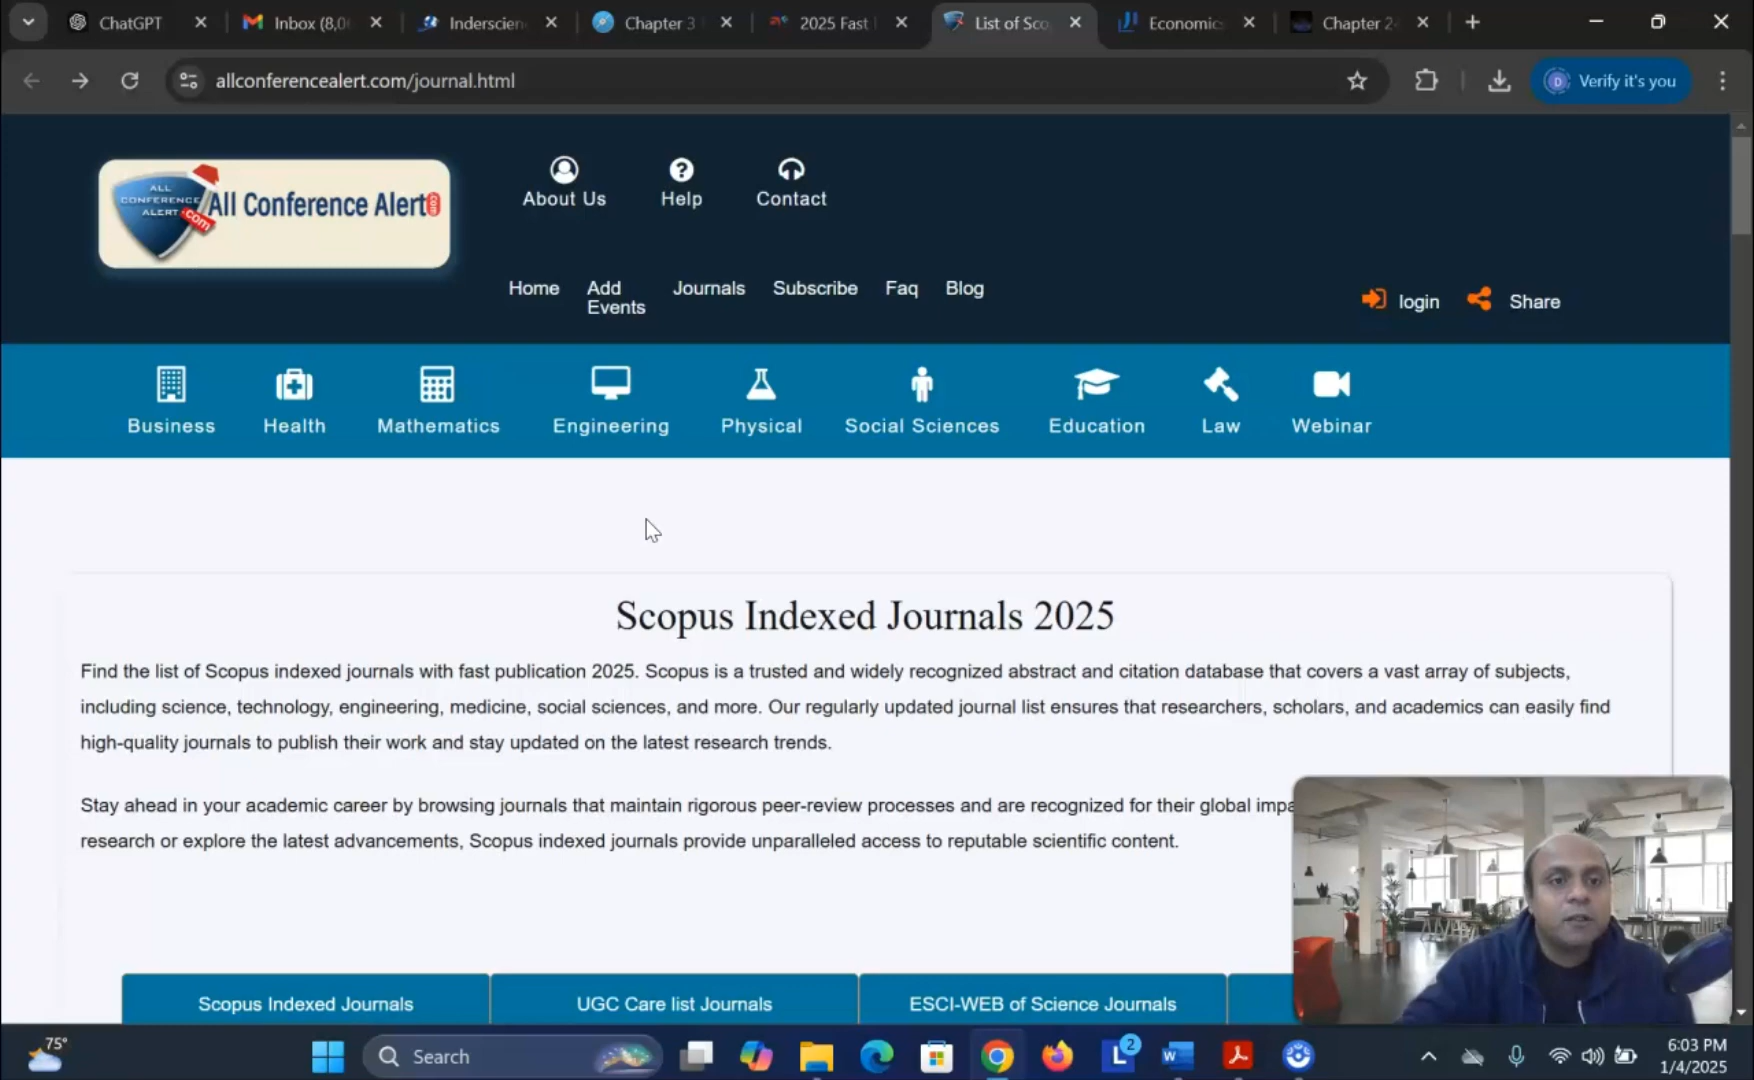 ChatGPT
Inbox (8,0
Inderscien
Chapter 3
2025 Fast
List of Sco
Economics
Chapter 2
allconferencealert.com/journal.html
Verify it's you
ALL
CONFERENCE
ALERT
.com
All Conference Alert
com
About Us
Help
Contact
Home
Add Events
Journals
Subscribe
Faq
Blog
login
Share
Business
Health
Mathematics
Engineering
Physical
Social Sciences
Education
Law
Webinar
Scopus Indexed Journals 2025
Find the list of Scopus indexed journals with fast publication 2025. Scopus is a trusted and widely recognized abstract and citation database that covers a vast array of subjects,
including science, technology, engineering, medicine, social sciences, and more. Our regularly updated journal list ensures that researchers, scholars, and academics can easily find
high-quality journals to publish their work and stay updated on the latest research trends.
Stay ahead in your academic career by browsing journals that maintain rigorous peer-review processes and are recognized for their global impa
research or explore the latest advancements, Scopus indexed journals provide unparalleled access to reputable scientific content.
Scopus Indexed Journals
UGC Care list Journals
ESCI-WEB of Science Journals
75°
Search
2
6:03 PM
1/4/2025